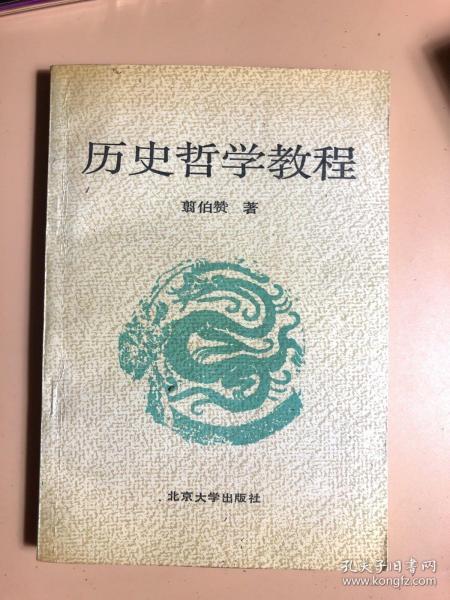 历史哲学教程
翦伯赞 著
北京大学出版社
孔夫子旧书网
www.kongfz.com